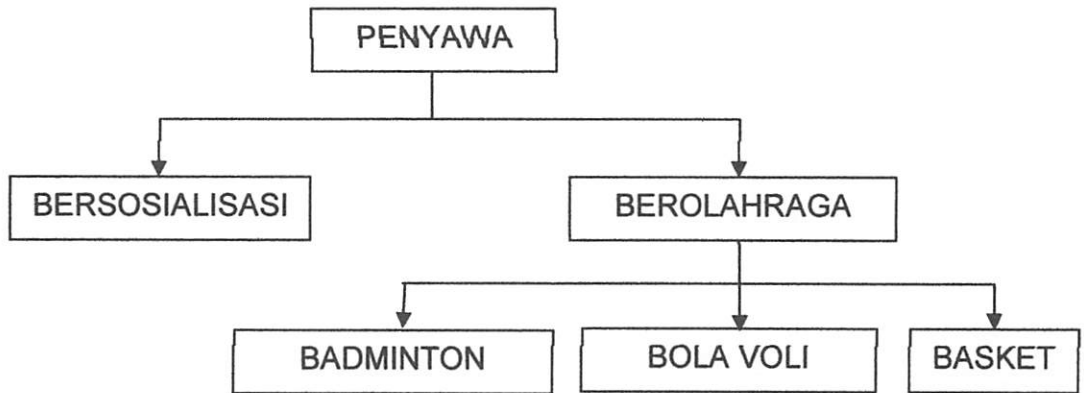 PENYAWA
BERSOSIALISASI
BEROLAHRAGA
BADMINTON
BOLA VOLI
BASKET